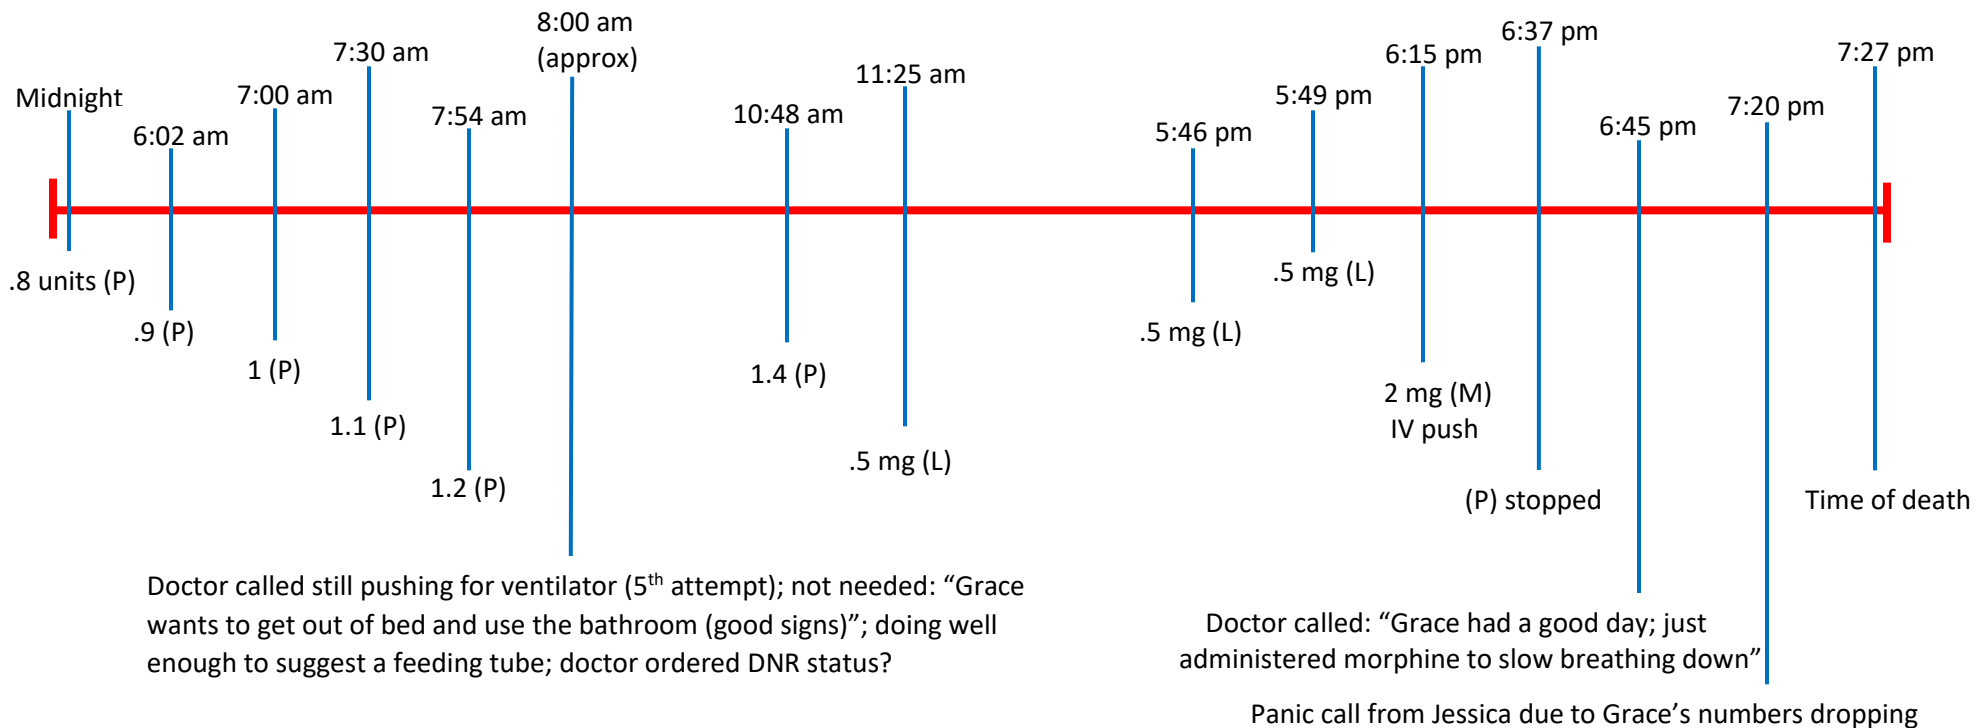 Midnight
6:02 am
7:00 am
7:30 am
7:54 am
8:00 am
(approx)
10:48 am
11:25 am
5:46 pm
5:49 pm
6:15 pm
6:37 pm
6:45 pm
7:20 pm
7:27 pm
.8 units (P)
.9 (P)
1 (P)
1.1 (P)
1.2 (P)
1.4 (P)
.5 mg (L)
.5 mg (L)
.5 mg (L)
2 mg (M)
IV push
(P) stopped
Time of death
Doctor called still pushing for ventilator (5th attempt); not needed: “Grace
wants to get out of bed and use the bathroom (good signs)”; doing well
enough to suggest a feeding tube; doctor ordered DNR status?
Doctor called: “Grace had a good day; just
administered morphine to slow breathing down”
Panic call from Jessica due to Grace’s numbers dropping